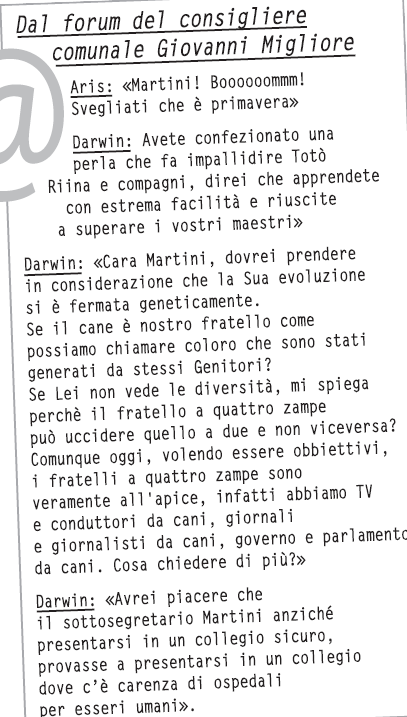 Dal forum del consigliere
comunale Giovanni Migliore
@
Aris: «Martini! Boooooommm!
Svegliati che è primavera»
Darwin: Avete confezionato una
perla che fa impallidire Totò
Riina e compagni, direi che apprendete
con estrema facilità e riuscite
a superare i vostri maestri»
Darwin: «Cara Martini, dovrei prendere
in considerazione che la Sua evoluzione
si è fermata geneticamente.
Se il cane è nostro fratello come
possiamo chiamare coloro che sono stati
generati da stessi Genitori?
Se Lei non vede le diversità, mi spiega
perchè il fratello a quattro zampe
può uccidere quello a due e non viceversa?
Comunque oggi, volendo essere obbiettivi,
i fratelli a quattro zampe sono
veramente all'apice, infatti abbiamo TV
e conduttori da cani, giornali
e giornalisti da cani, governo e parlamento
da cani. Cosa chiedere di più?»
Darwin: «Avrei piacere che
il sottosegretario Martini anziché
presentarsi in un collegio sicuro,
provasse a presentarsi in un collegio
dove c'è carenza di ospedali
per esseri umani».